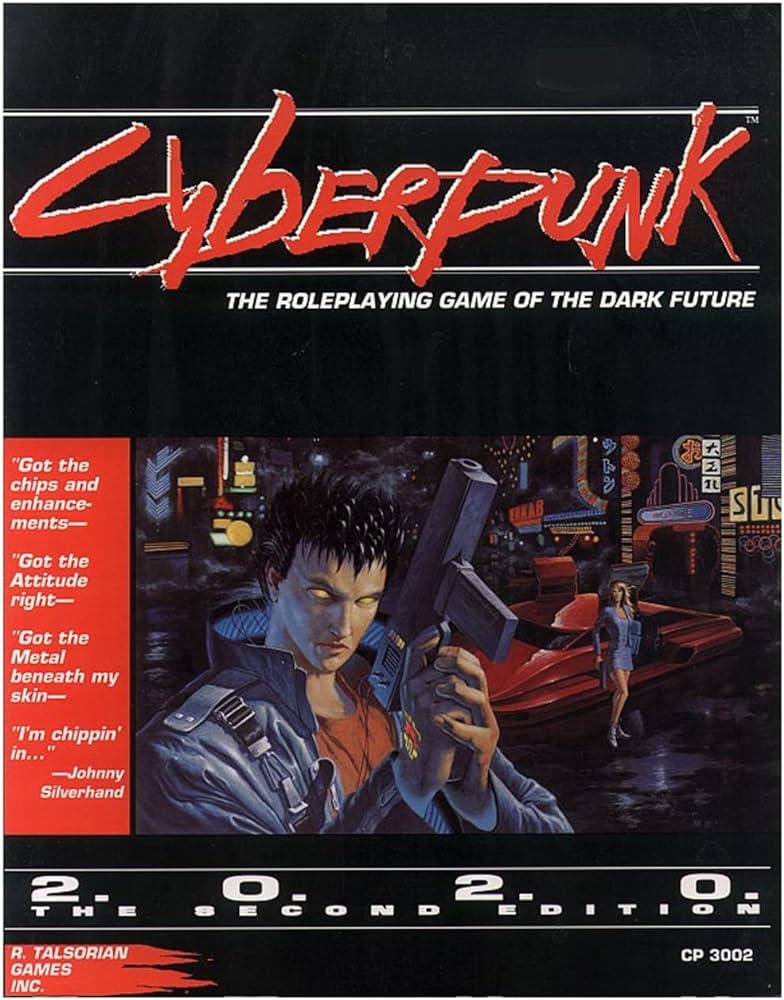 Cyberpunk
TM
THE ROLEPLAYING GAME OF THE DARK FUTURE
"Got the
chips and
enhance-
ments—
"Got the
Attitude
right—
"Got the
Metal
beneath my
skin—
"I'm chippin'
in..."
—Johnny
Silverhand
2. 0. 2. 0.
THE SECOND EDITION
R. TALSORIAN
GAMES
INC.
CP 3002